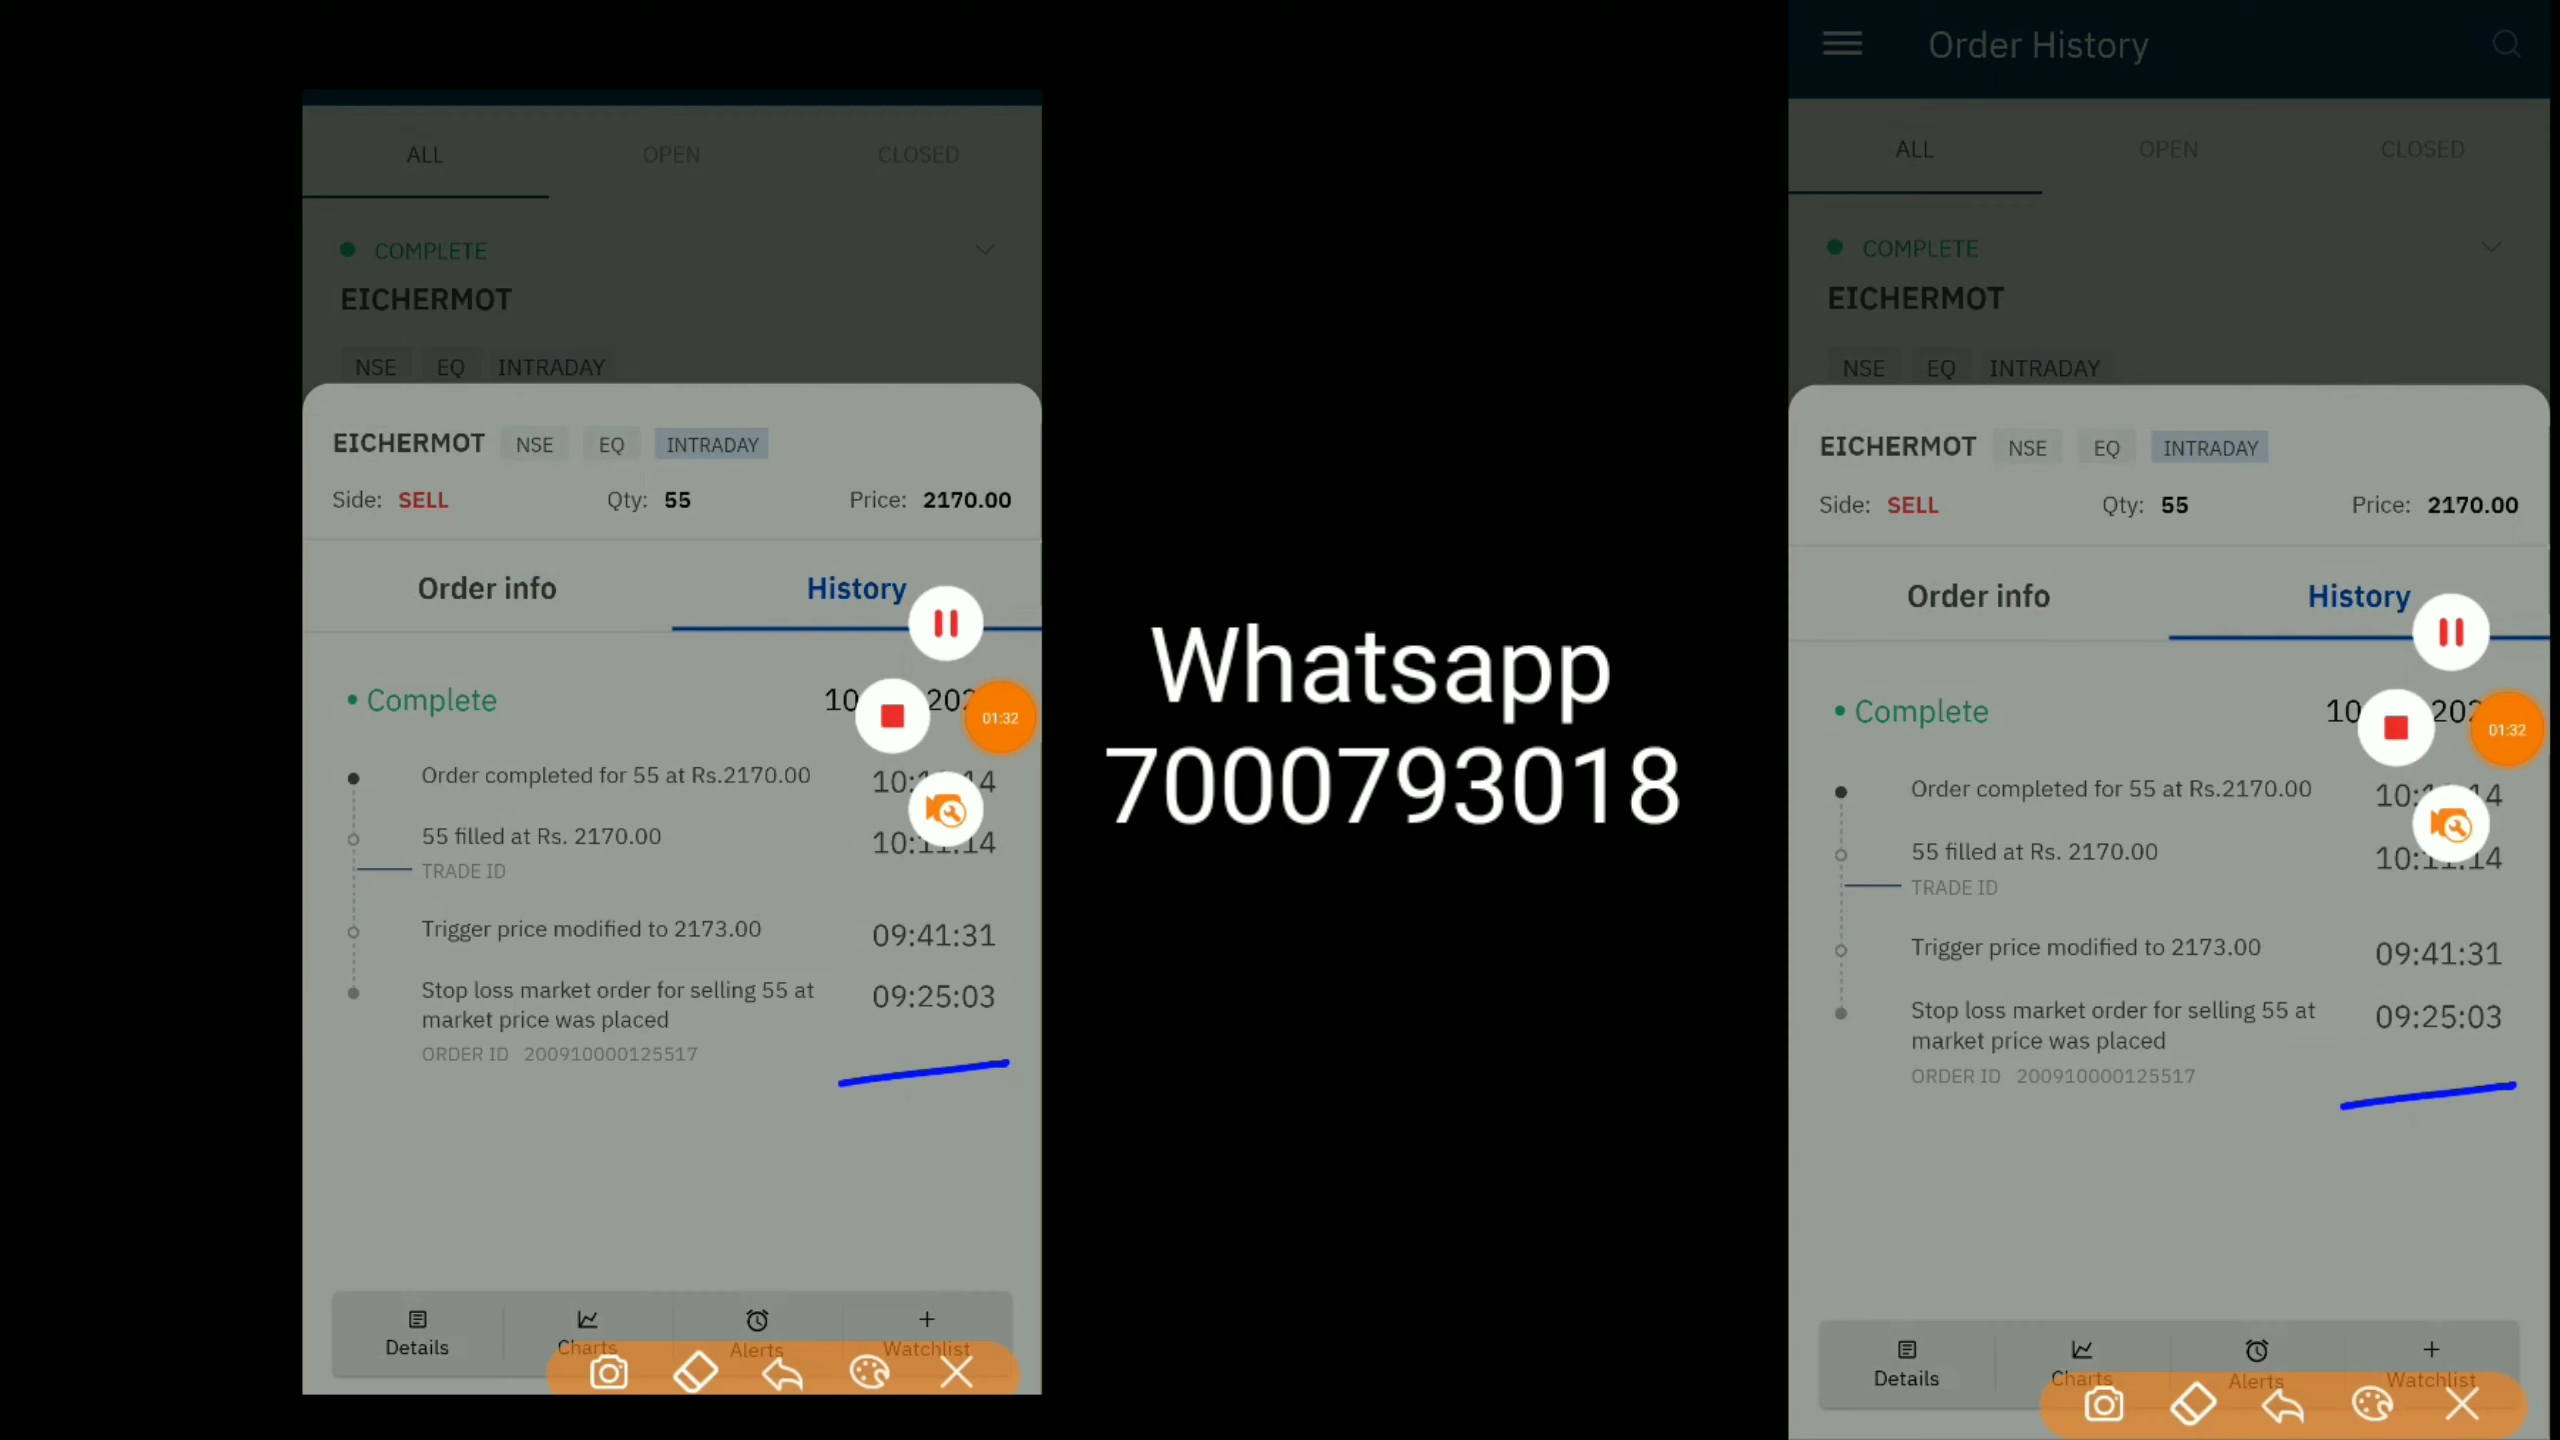 ALL OPEN CLOSED
COMPLETE
EICHERMOT
NSE EQ INTRADAY
EICHERMOT NSE EQ INTRADAY
Side: SELL Qty: 55 Price: 2170.00
Order info History
• Complete
01:32
Order completed for 55 at Rs.2170.00
55 filled at Rs. 2170.00 10:11:14
TRADE ID
Trigger price modified to 2173.00 09:41:31
Stop loss market order for selling 55 at 09:25:03
market price was placed
ORDER ID 200910000125517
Details Charts Alerts Watchlist
Whatsapp
7000793018
Order History
ALL OPEN CLOSED
COMPLETE
EICHERMOT
NSE EQ INTRADAY
EICHERMOT NSE EQ INTRADAY
Side: SELL Qty: 55 Price: 2170.00
Order info History
• Complete
01:32
Order completed for 55 at Rs.2170.00
55 filled at Rs. 2170.00 10:11:14
TRADE ID
Trigger price modified to 2173.00 09:41:31
Stop loss market order for selling 55 at 09:25:03
market price was placed
ORDER ID 200910000125517
Details Charts Alerts Watchlist